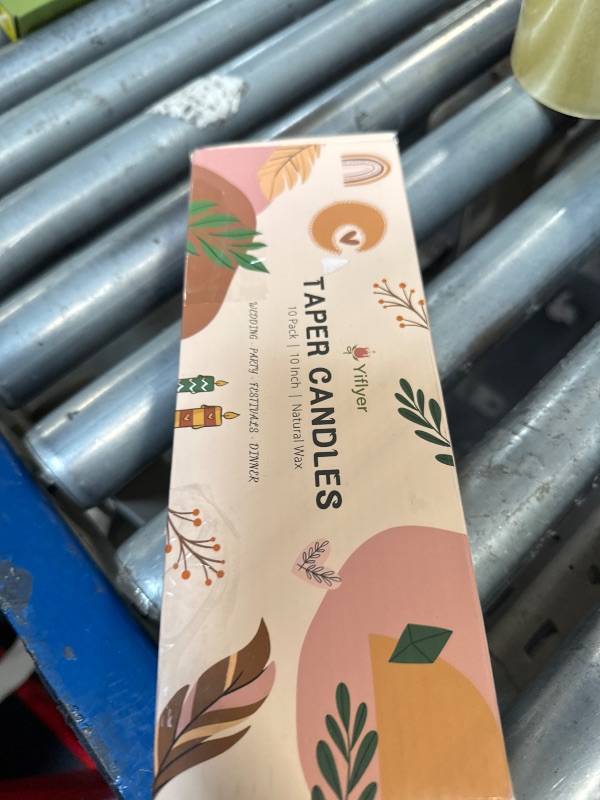 Yiflyer
TAPER CANDLES
10 Pack | 10 Inch | Natural Wax
WEDDING · PARTY · FESTIVALS · DINNER